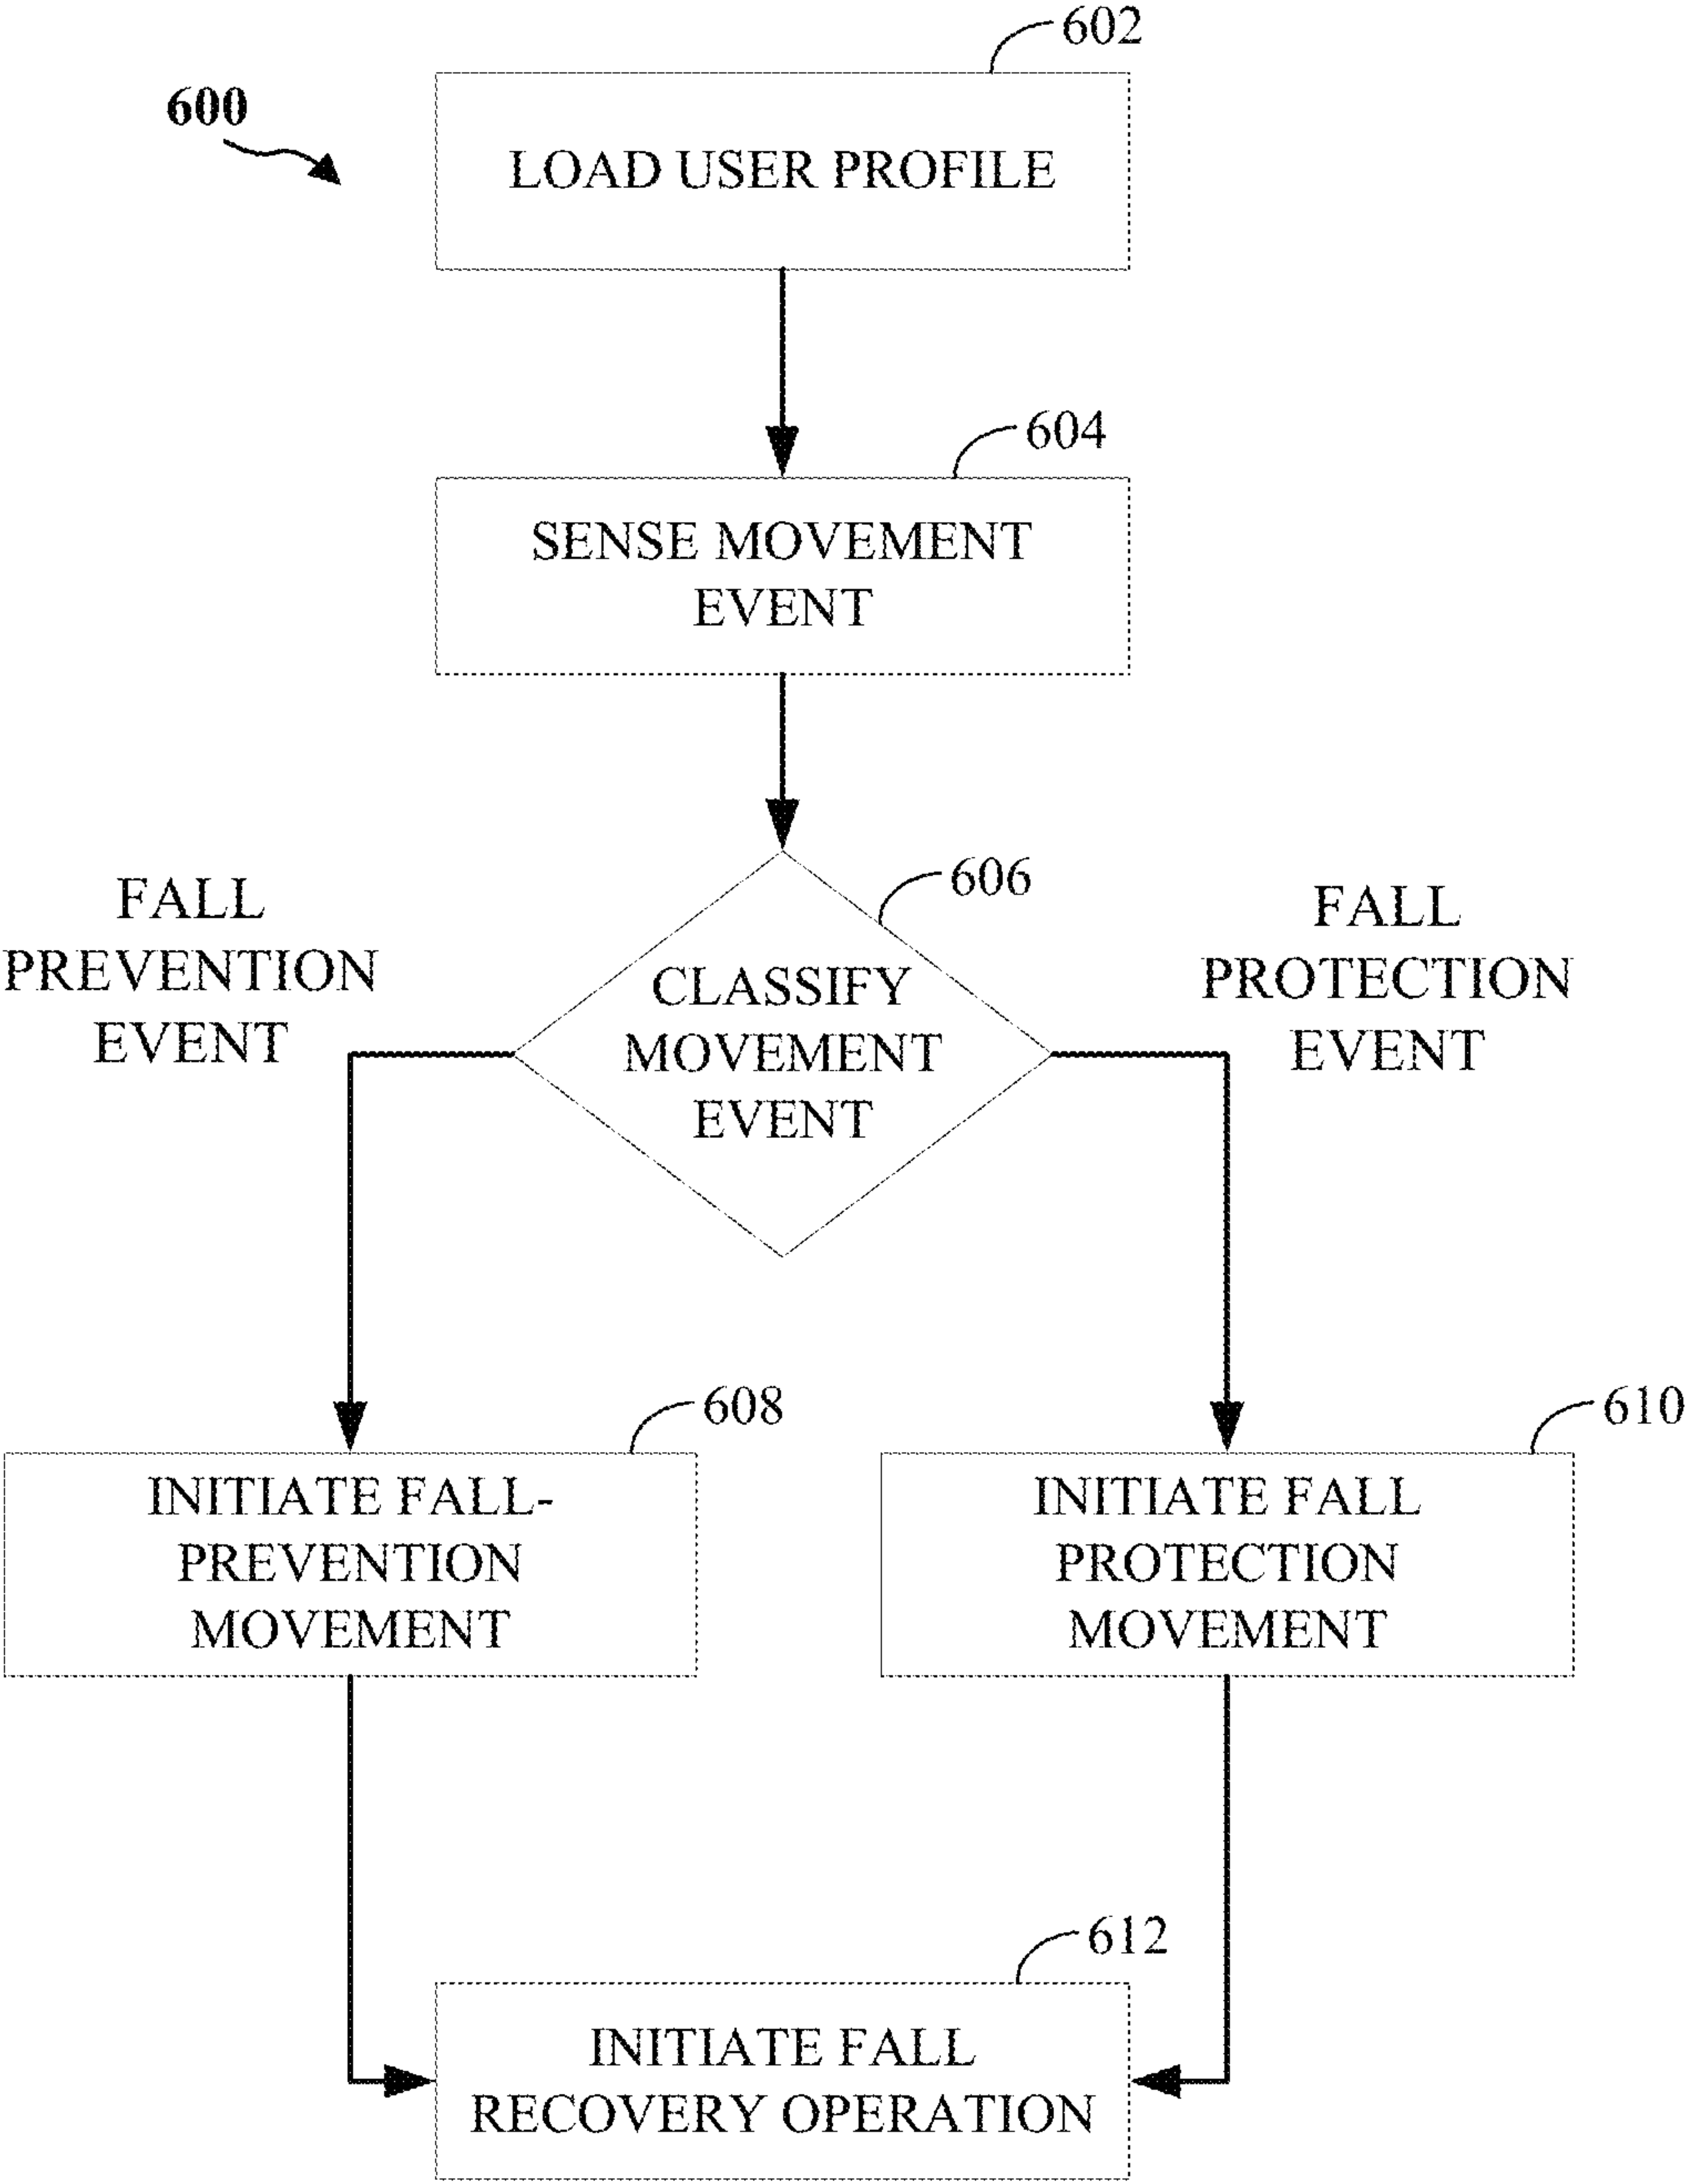 602
600
LOAD USER PROFILE
604
SENSE MOVEMENT
EVENT
606
FALL
PREVENTION
EVENT
CLASSIFY
MOVEMENT
EVENT
FALL
PROTECTION
EVENT
608
INITIATE FALL-
PREVENTION
MOVEMENT
610
INITIATE FALL
PROTECTION
MOVEMENT
612
INITIATE FALL
RECOVERY OPERATION